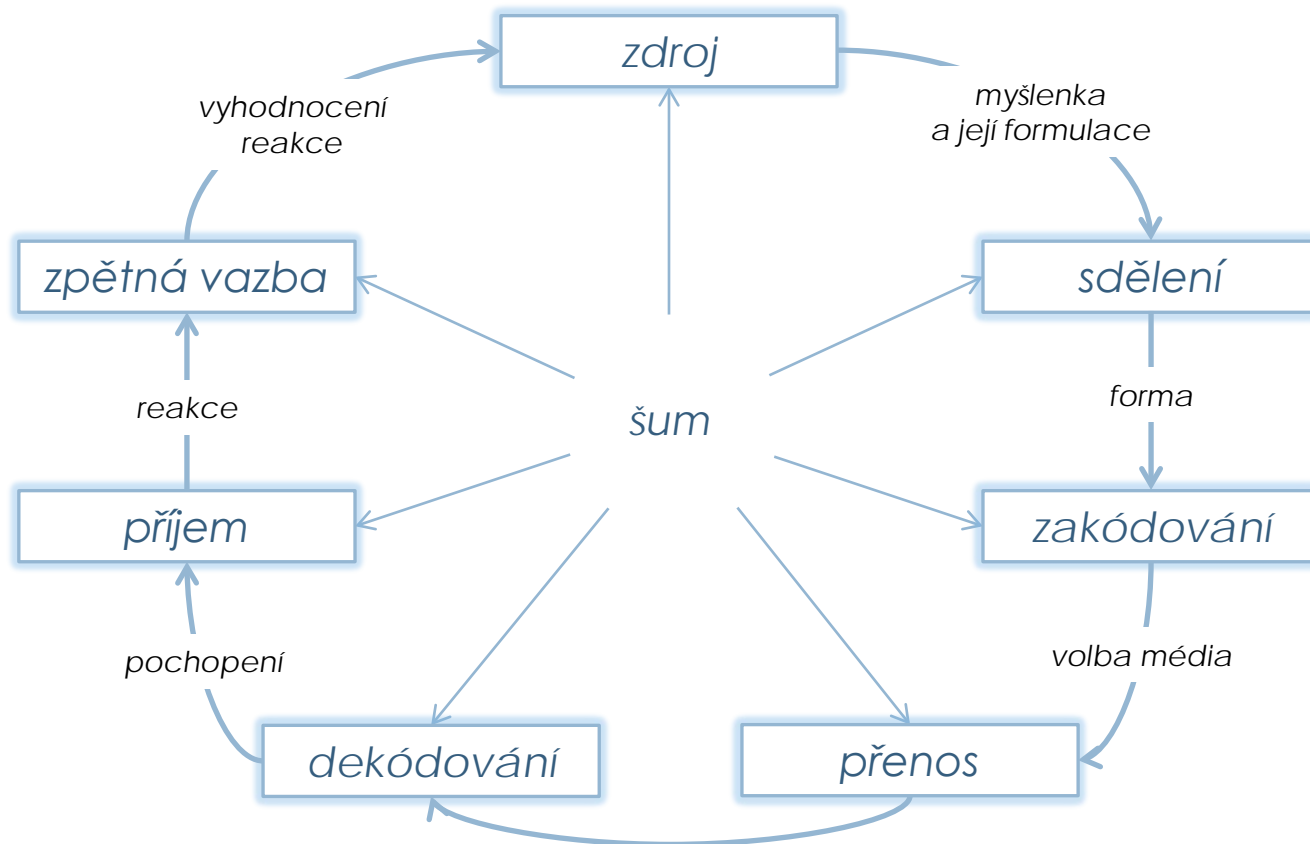 zdroj
vyhodnocení
reakce
myšlenka
a její formulace
zpětná vazba
sdělení
reakce
šum
forma
příjem
zakódování
pochopení
volba média
dekódování
přenos